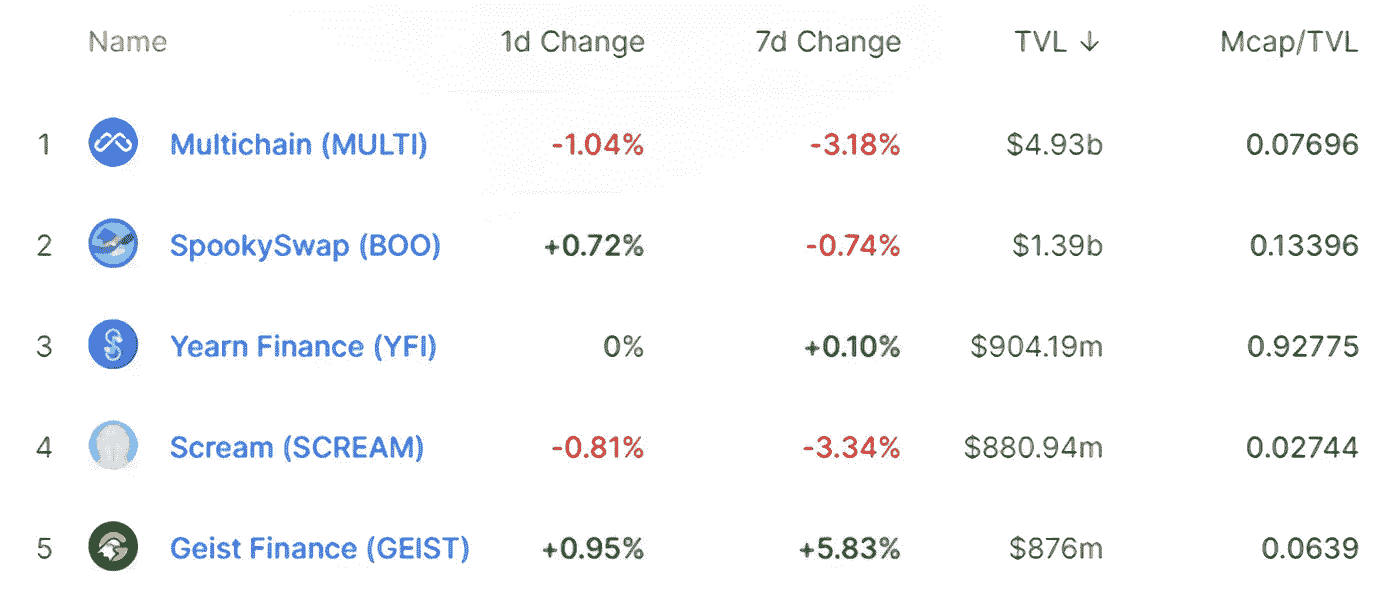 Name 1d Change 7d Change TVL ↓ Mcap/TVL
1 Multichain (MULTI) -1.04% -3.18% $4.93b 0.07696
2 SpookySwap (BOO) +0.72% -0.74% $1.39b 0.13396
3 Yearn Finance (YFI) 0% +0.10% $904.19m 0.92775
4 Scream (SCREAM) -0.81% -3.34% $880.94m 0.02744
5 Geist Finance (GEIST) +0.95% +5.83% $876m 0.0639